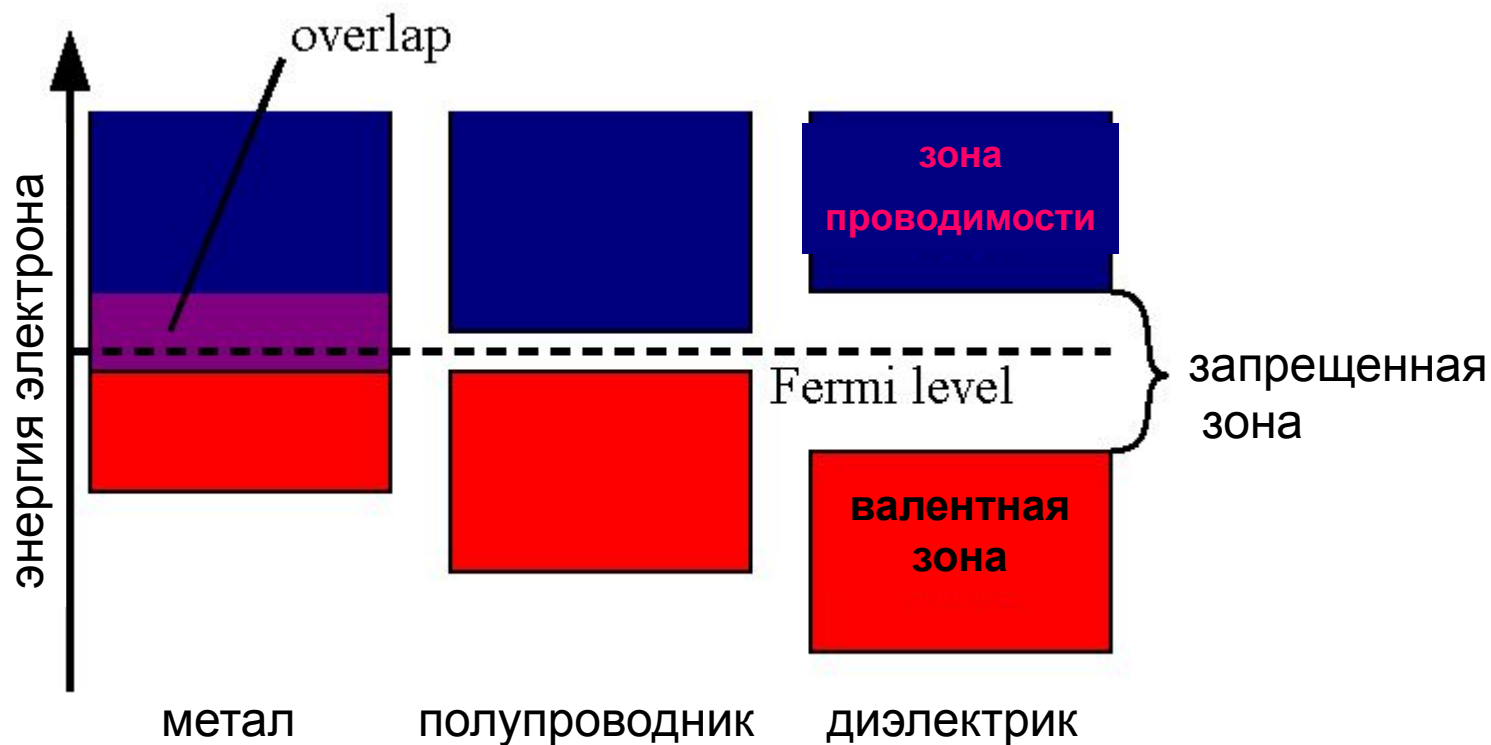 overlap
энергия электрона
зона
проводимости
Fermi level
запрещенная
зона
валентная
зона
метал
полупроводник
диэлектрик